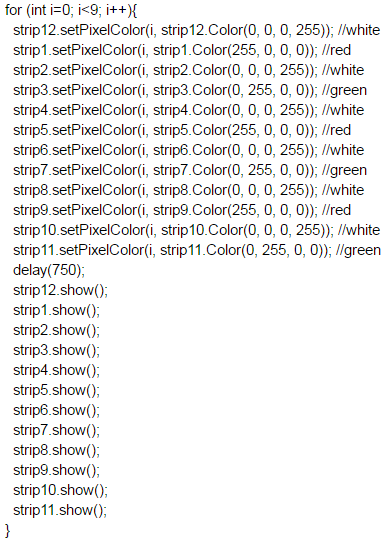 for (int i=0; i<9; i++){
strip12.setPixelColor(i, strip12.Color(0, 0, 0, 255)); //white
strip1.setPixelColor(i, strip1.Color(255, 0, 0, 0)); //red
strip2.setPixelColor(i, strip2.Color(0, 0, 0, 255)); //white
strip3.setPixelColor(i, strip3.Color(0, 255, 0, 0)); //green
strip4.setPixelColor(i, strip4.Color(0, 0, 0, 255)); //white
strip5.setPixelColor(i, strip5.Color(255, 0, 0, 0)); //red
strip6.setPixelColor(i, strip6.Color(0, 0, 0, 255)); //white
strip7.setPixelColor(i, strip7.Color(0, 255, 0, 0)); //green
strip8.setPixelColor(i, strip8.Color(0, 0, 0, 255)); //white
strip9.setPixelColor(i, strip9.Color(255, 0, 0, 0)); //red
strip10.setPixelColor(i, strip10.Color(0, 0, 0, 255)); //white
strip11.setPixelColor(i, strip11.Color(0, 255, 0, 0)); //green
delay(750);
strip12.show();
strip1.show();
strip2.show();
strip3.show();
strip4.show();
strip5.show();
strip6.show();
strip7.show();
strip8.show();
strip9.show();
strip10.show();
strip11.show();
}